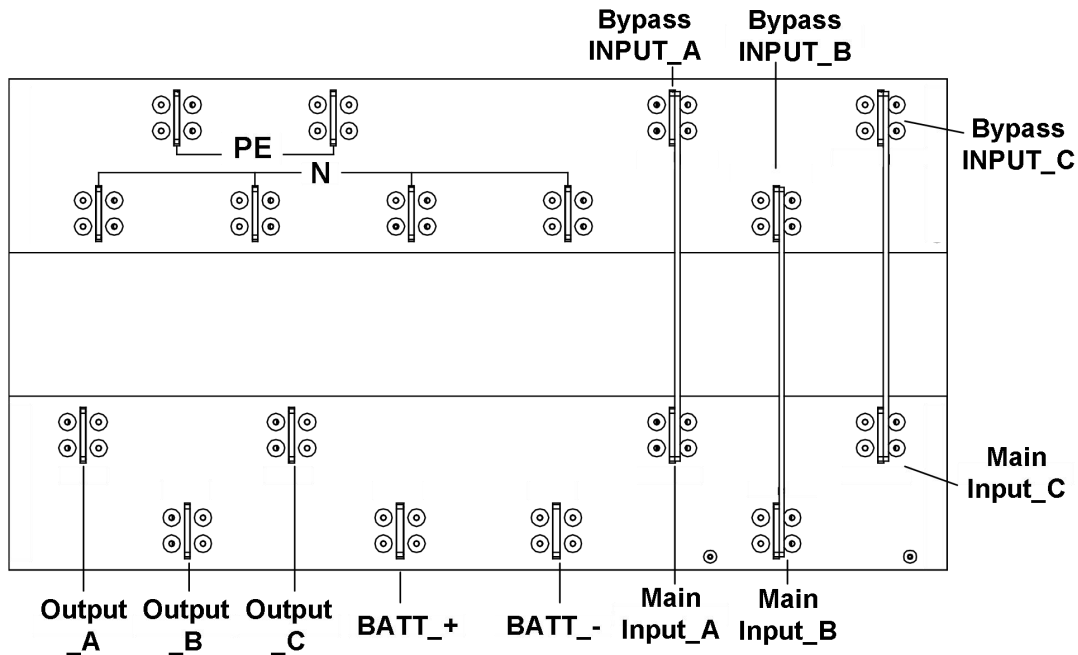 Bypass
INPUT_A
Bypass
INPUT_B
Bypass
INPUT_C
PE
N
Main
Input_C
Output
_A
Output
_B
Output
_C
BATT_+
BATT_-
Main
Input_A
Main
Input_B